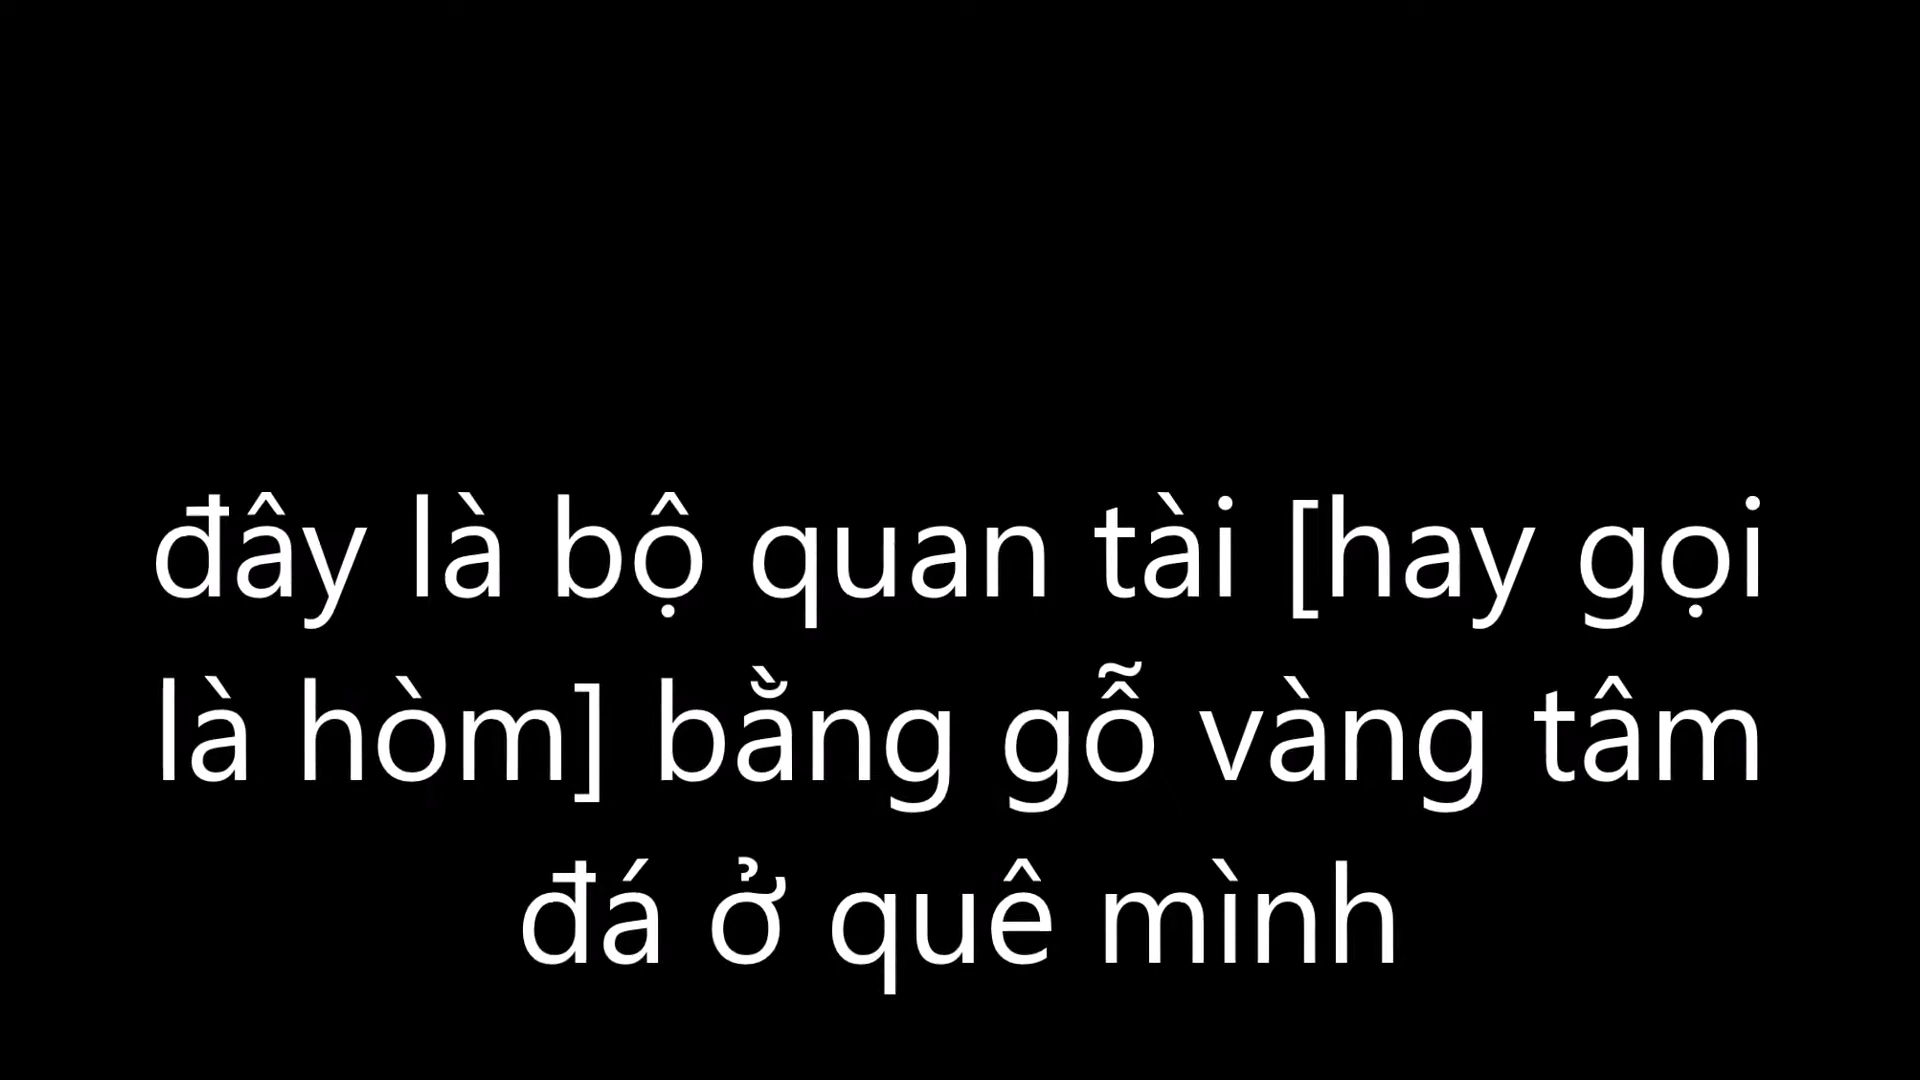 đây là bộ quan tài [hay gọi
là hòm] bằng gỗ vàng tâm
đá ở quê mình